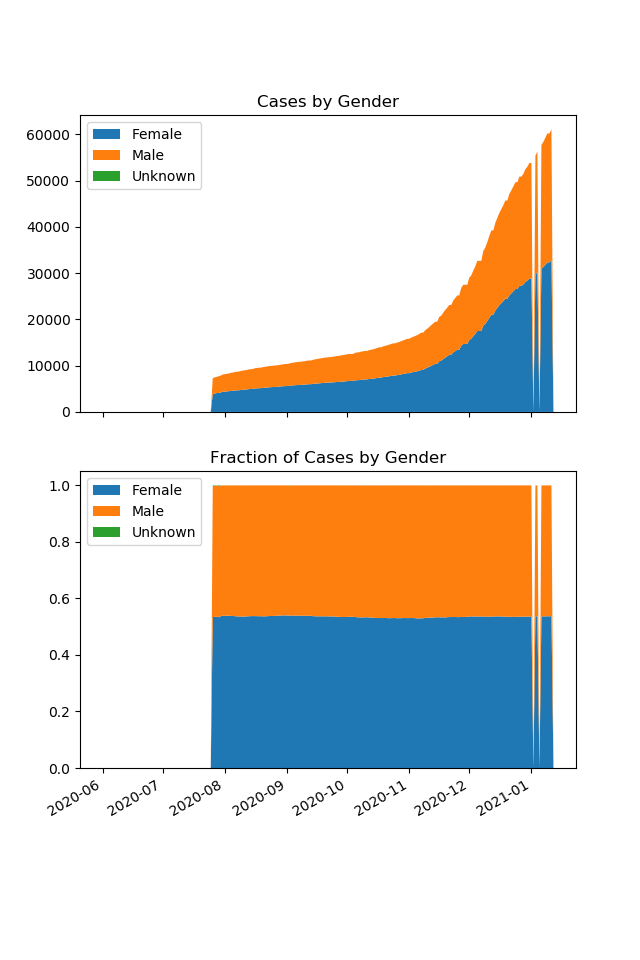 Cases by Gender
Female
Male
Unknown
60000
50000
40000
30000
20000
10000
0
Fraction of Cases by Gender
Female
Male
Unknown
1.0
0.8
0.6
0.4
0.2
0.0
2020-06
2020-07
2020-08
2020-09
2020-10
2020-11
2020-12
2021-01